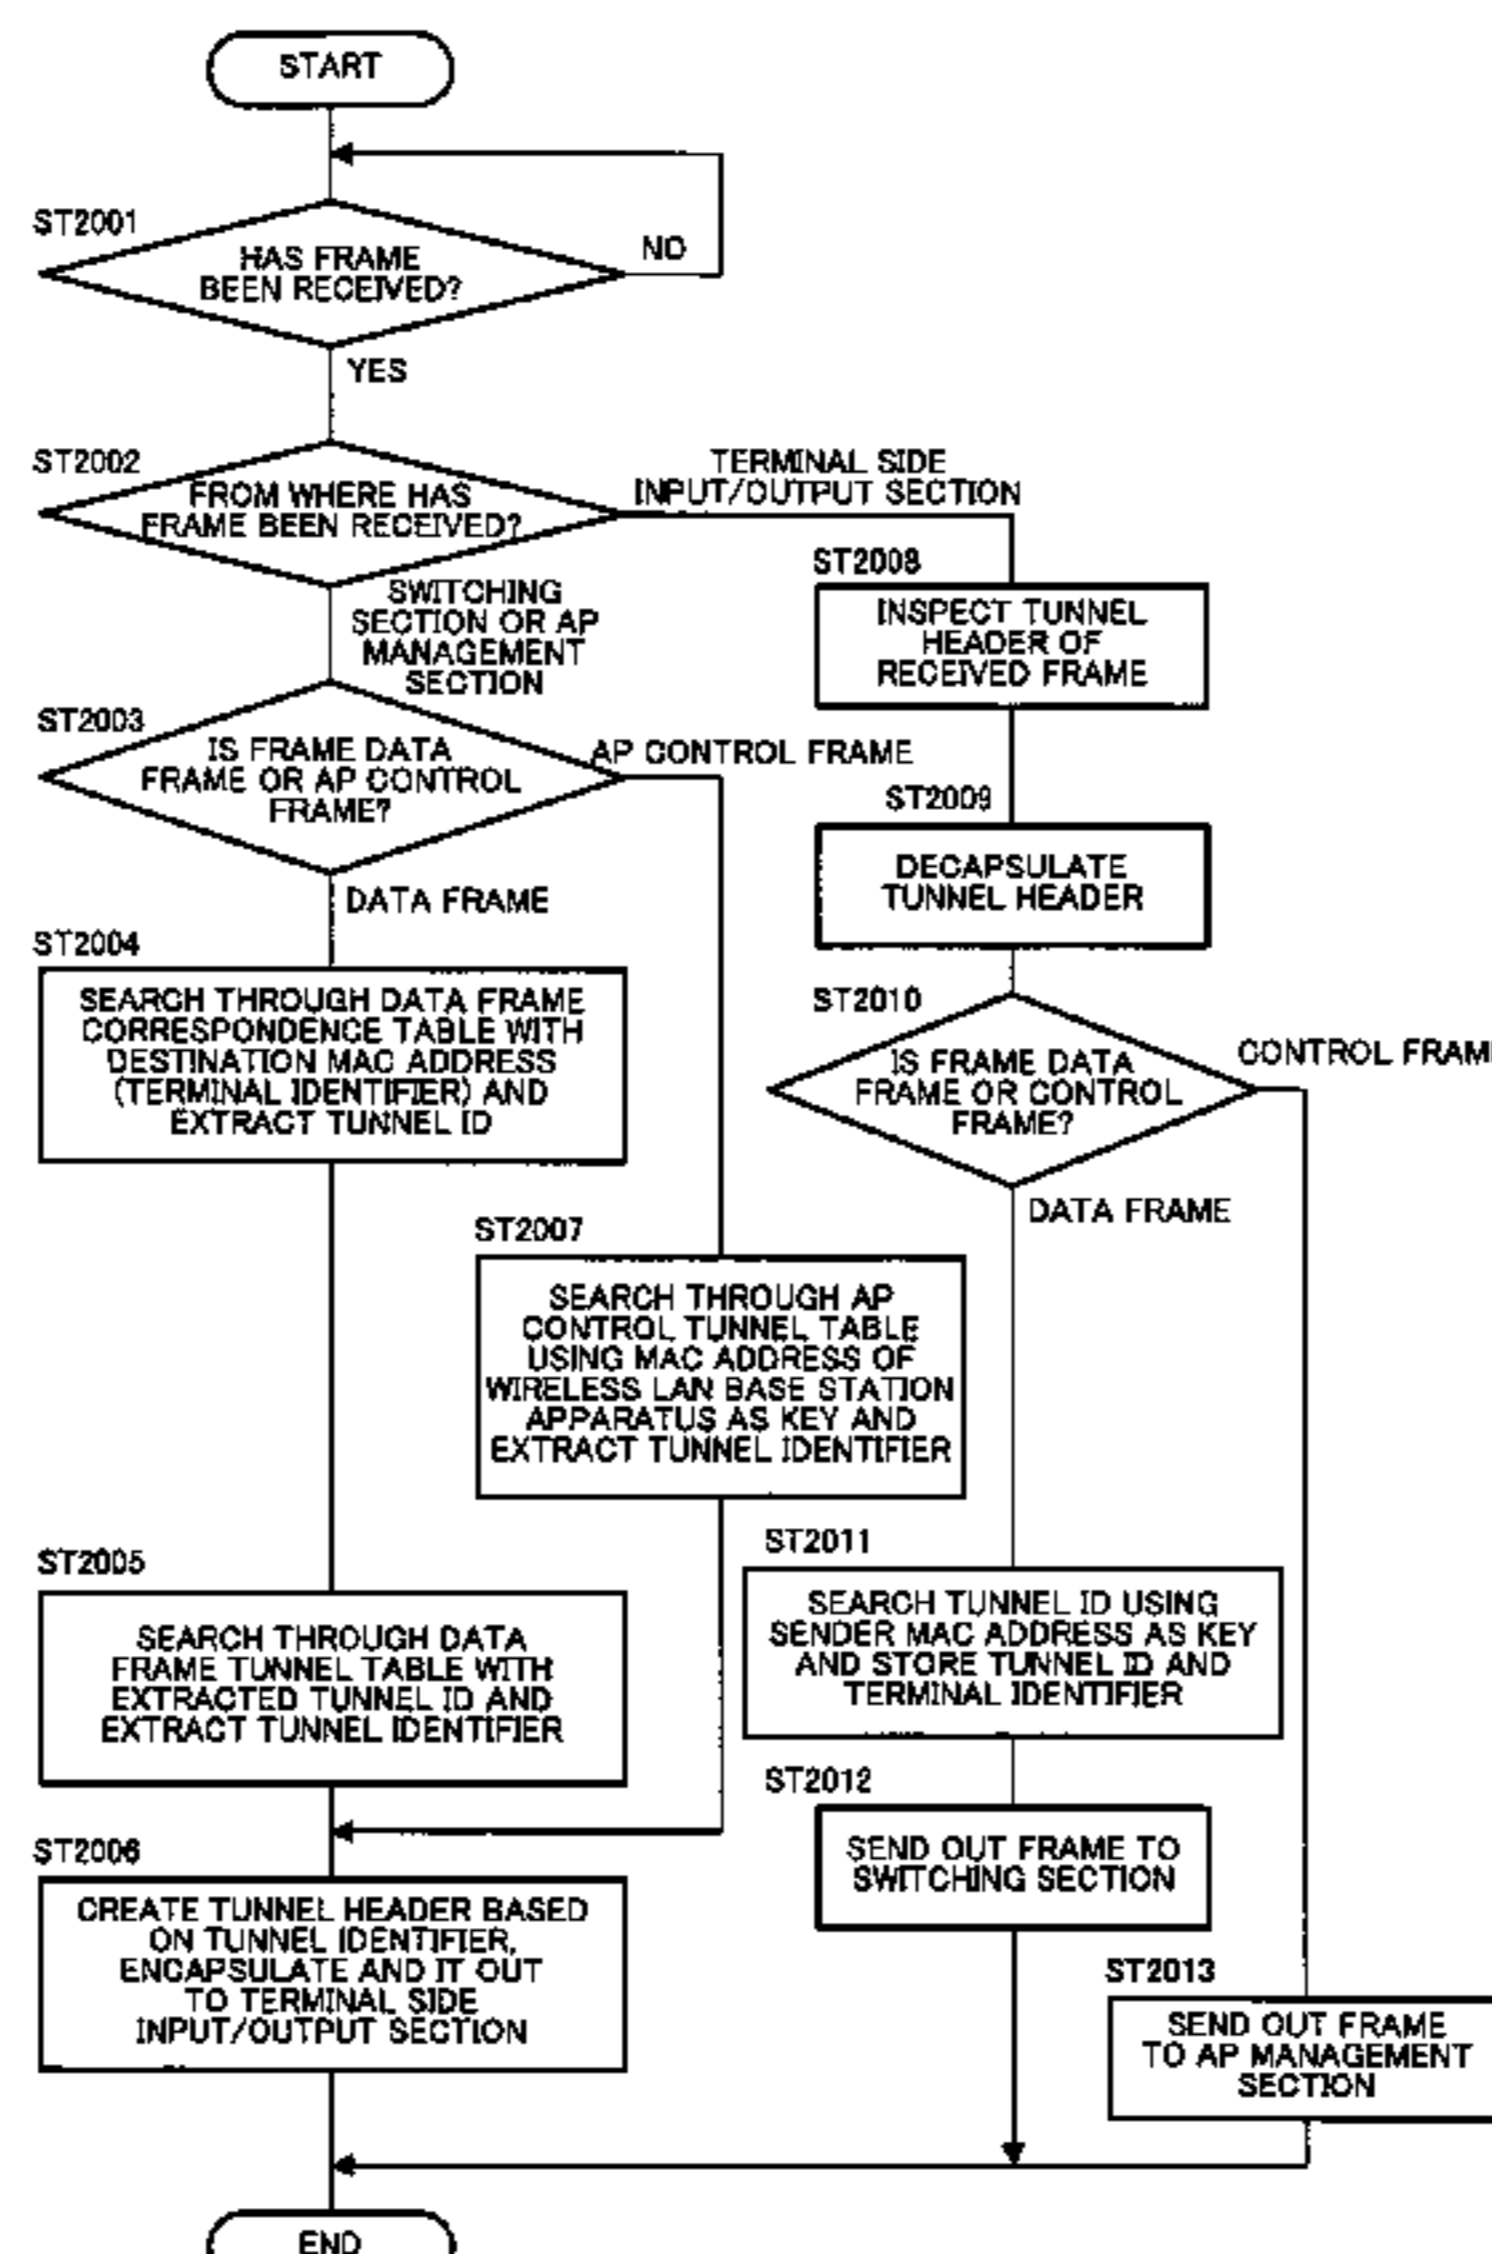 START
ST2001
HAS FRAME
BEEN RECEIVED?
NO
YES
ST2002
FROM WHERE HAS
FRAME BEEN RECEIVED?
TERMINAL SIDE
INPUT/OUTPUT SECTION
SWITCHING
SECTION OR AP
MANAGEMENT
SECTION
ST2003
IS FRAME DATA
FRAME OR AP CONTROL
FRAME?
AP CONTROL FRAME
DATA FRAME
ST2004
SEARCH THROUGH DATA FRAME
CORRESPONDENCE TABLE WITH
DESTINATION MAC ADDRESS
(TERMINAL IDENTIFIER) AND
EXTRACT TUNNEL ID
ST2007
SEARCH THROUGH AP
CONTROL TUNNEL TABLE
USING MAC ADDRESS OF
WIRELESS LAN BASE STATION
APPARATUS AS KEY AND
EXTRACT TUNNEL IDENTIFIER
ST2005
SEARCH THROUGH DATA
FRAME TUNNEL TABLE WITH
EXTRACTED TUNNEL ID AND
EXTRACT TUNNEL IDENTIFIER
ST2006
CREATE TUNNEL HEADER BASED
ON TUNNEL IDENTIFIER,
ENCAPSULATE AND IT OUT
TO TERMINAL SIDE
INPUT/OUTPUT SECTION
ST2008
INSPECT TUNNEL
HEADER OF
RECEIVED FRAME
ST2009
DECAPSULATE
TUNNEL HEADER
ST2010
IS FRAME DATA
FRAME OR CONTROL
FRAME?
CONTROL FRAME
DATA FRAME
ST2011
SEARCH TUNNEL ID USING
SENDER MAC ADDRESS AS KEY
AND STORE TUNNEL ID AND
TERMINAL IDENTIFIER
ST2012
SEND OUT FRAME TO
SWITCHING SECTION
ST2013
SEND OUT FRAME
TO AP MANAGEMENT
SECTION
END